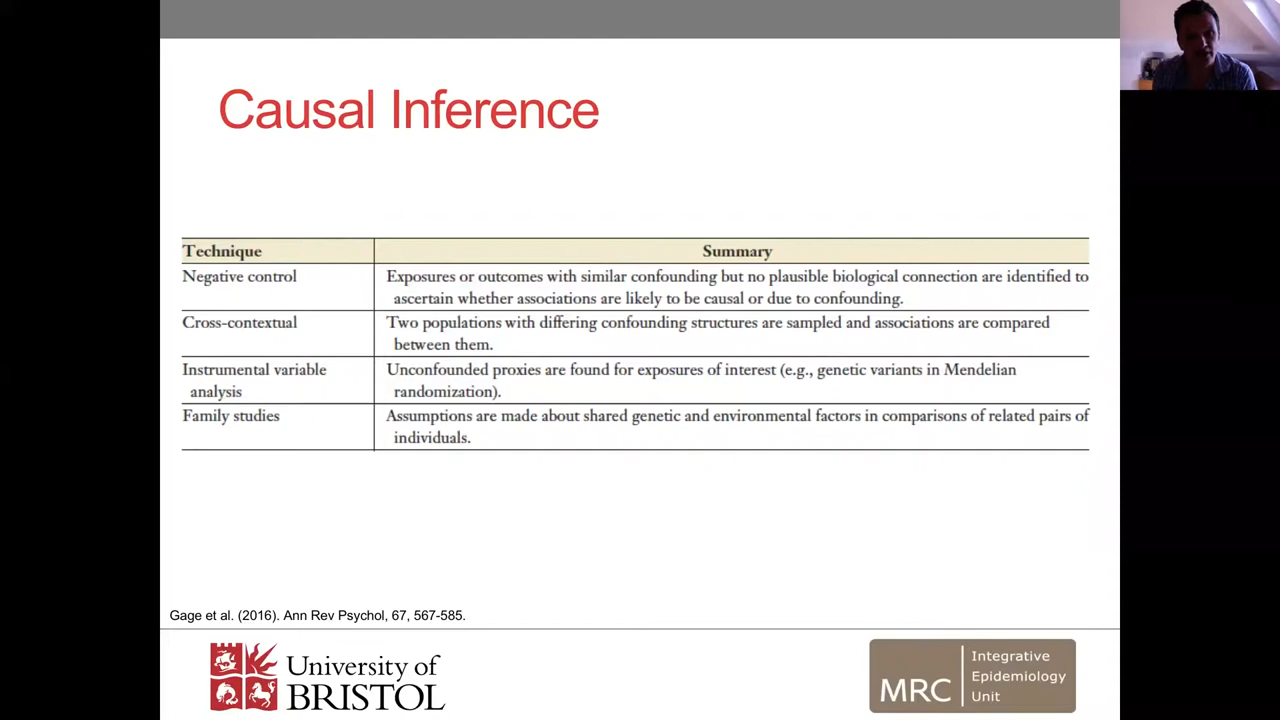 Causal Inference
Technique Summary
Negative control Exposures or outcomes with similar confounding but no plausible biological connection are identified to
ascertain whether associations are likely to be causal or due to confounding.
Cross-contextual Two populations with differing confounding structures are sampled and associations are compared
between them.
Instrumental variable Unconfounded proxies are found for exposures of interest (e.g., genetic variants in Mendelian
analysis randomization).
Family studies Assumptions are made about shared genetic and environmental factors in comparisons of related pairs of
individuals.
Gage et al. (2016). Ann Rev Psychol, 67, 567-585.
University of
BRISTOL
MRC
Integrative
Epidemiology
Unit